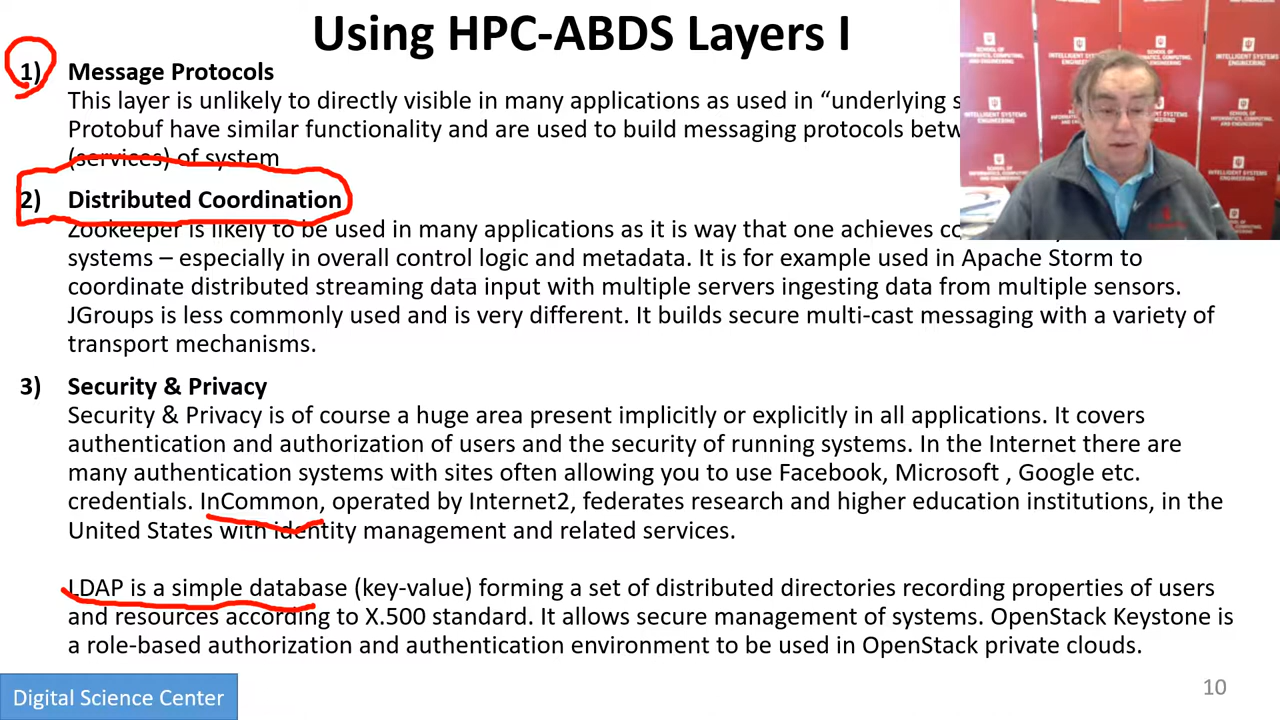 Using HPC-ABDS Layers I
1) Message Protocols
This layer is unlikely to directly visible in many applications as used in “underlying s
Protobuf have similar functionality and are used to build messaging protocols betw
(services) of system
2) Distributed Coordination
Zookeeper is likely to be used in many applications as it is way that one achieves co
systems – especially in overall control logic and metadata. It is for example used in Apache Storm to
coordinate distributed streaming data input with multiple servers ingesting data from multiple sensors.
JGroups is less commonly used and is very different. It builds secure multi-cast messaging with a variety of
transport mechanisms.
3) Security & Privacy
Security & Privacy is of course a huge area present implicitly or explicitly in all applications. It covers
authentication and authorization of users and the security of running systems. In the Internet there are
many authentication systems with sites often allowing you to use Facebook, Microsoft , Google etc.
credentials. InCommon, operated by Internet2, federates research and higher education institutions, in the
United States with identity management and related services.
LDAP is a simple database (key-value) forming a set of distributed directories recording properties of users
and resources according to X.500 standard. It allows secure management of systems. OpenStack Keystone is
a role-based authorization and authentication environment to be used in OpenStack private clouds.
Digital Science Center
10
SCHOOL OF
INFORMATICS, COMPUTING,
AND ENGINEERING
INTELLIGENT SYSTEMS
ENGINEERING